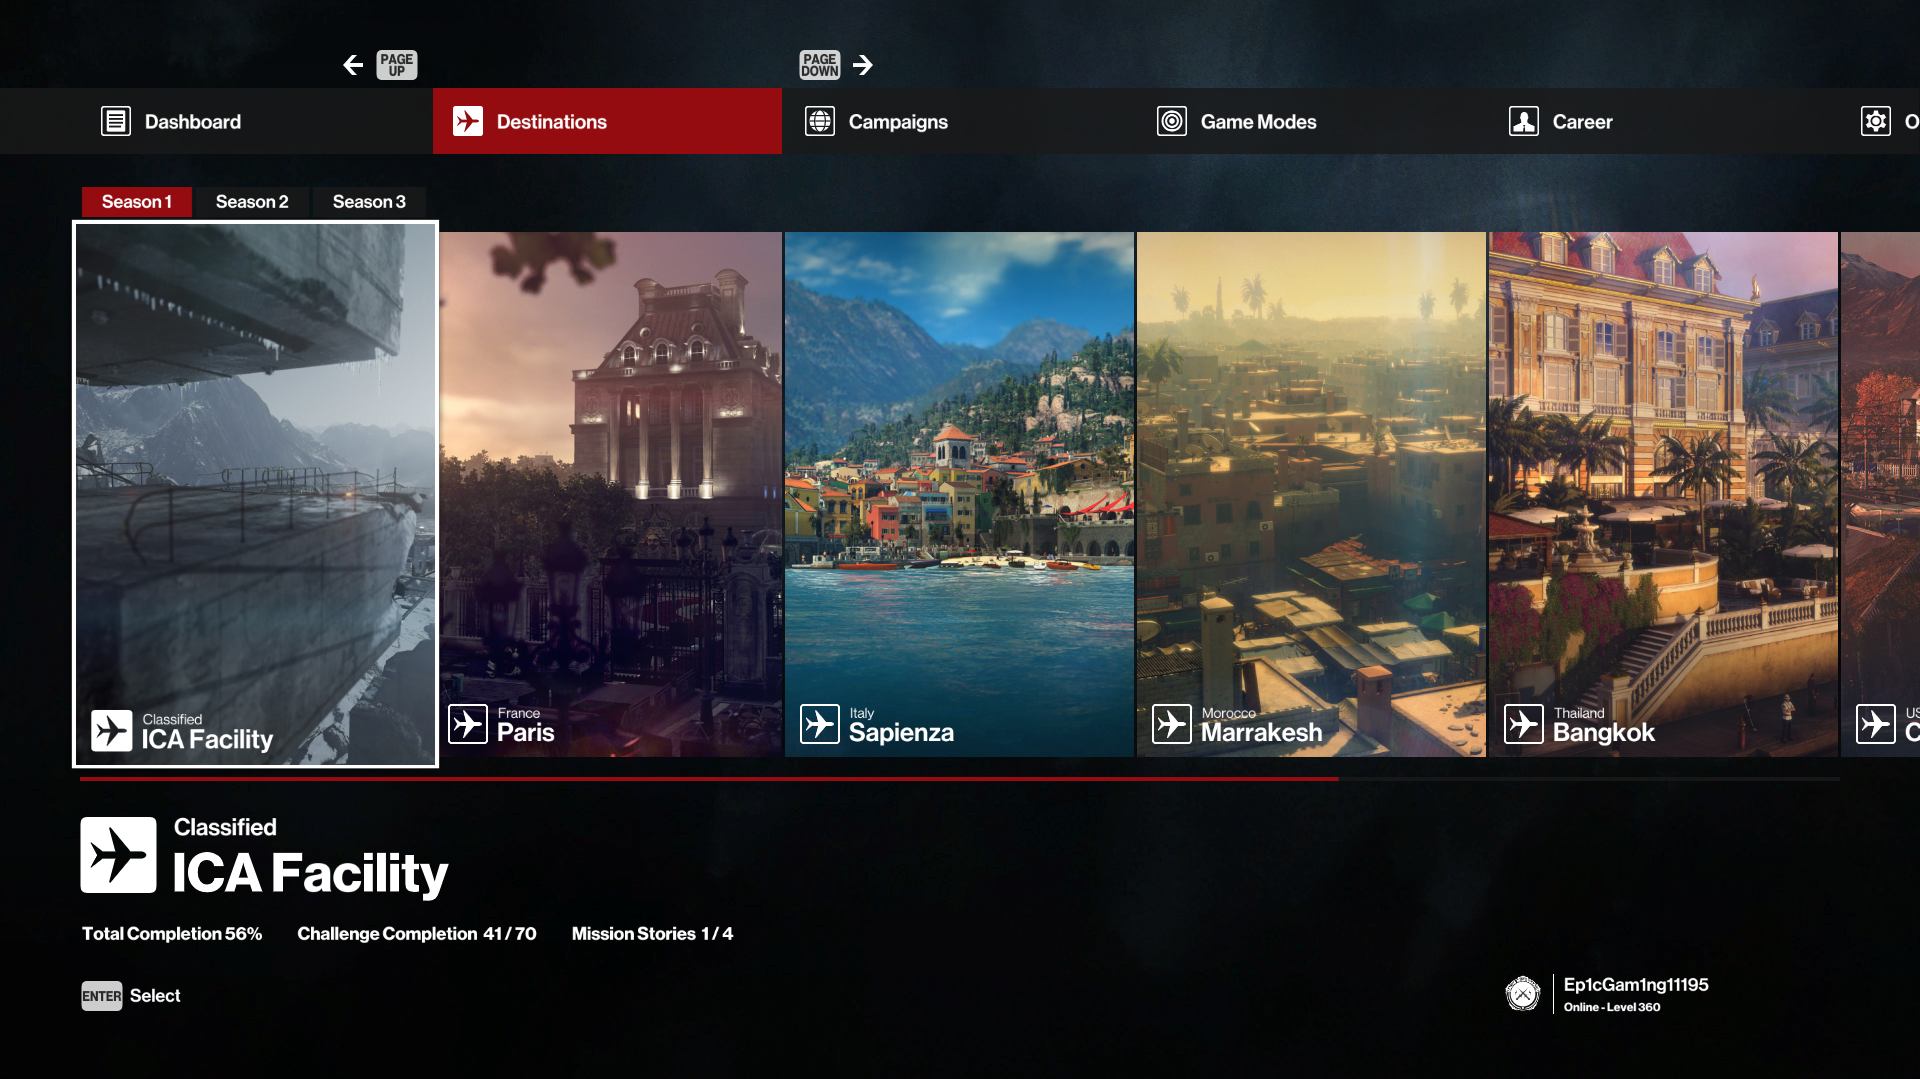 PAGE UP
PAGE DOWN
Dashboard
Destinations
Campaigns
Game Modes
Career
Season 1
Season 2
Season 3
Classified
ICA Facility
France
Paris
Italy
Sapienza
Morocco
Marrakesh
Thailand
Bangkok
Classified
ICA Facility
Total Completion 56%
Challenge Completion 41 / 70
Mission Stories 1 / 4
ENTER Select
Ep1cGam1ng11195
Online - Level 360